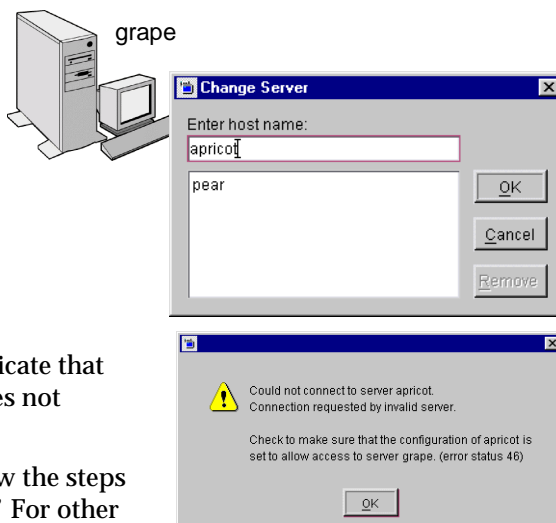 grape
Change Server
Enter host name:
apricot
pear
OK
Cancel
Remove
icate that
es not
w the steps
” For other
Could not connect to server apricot.
Connection requested by invalid server.
Check to make sure that the configuration of apricot is
set to allow access to server grape. (error status 46)
OK